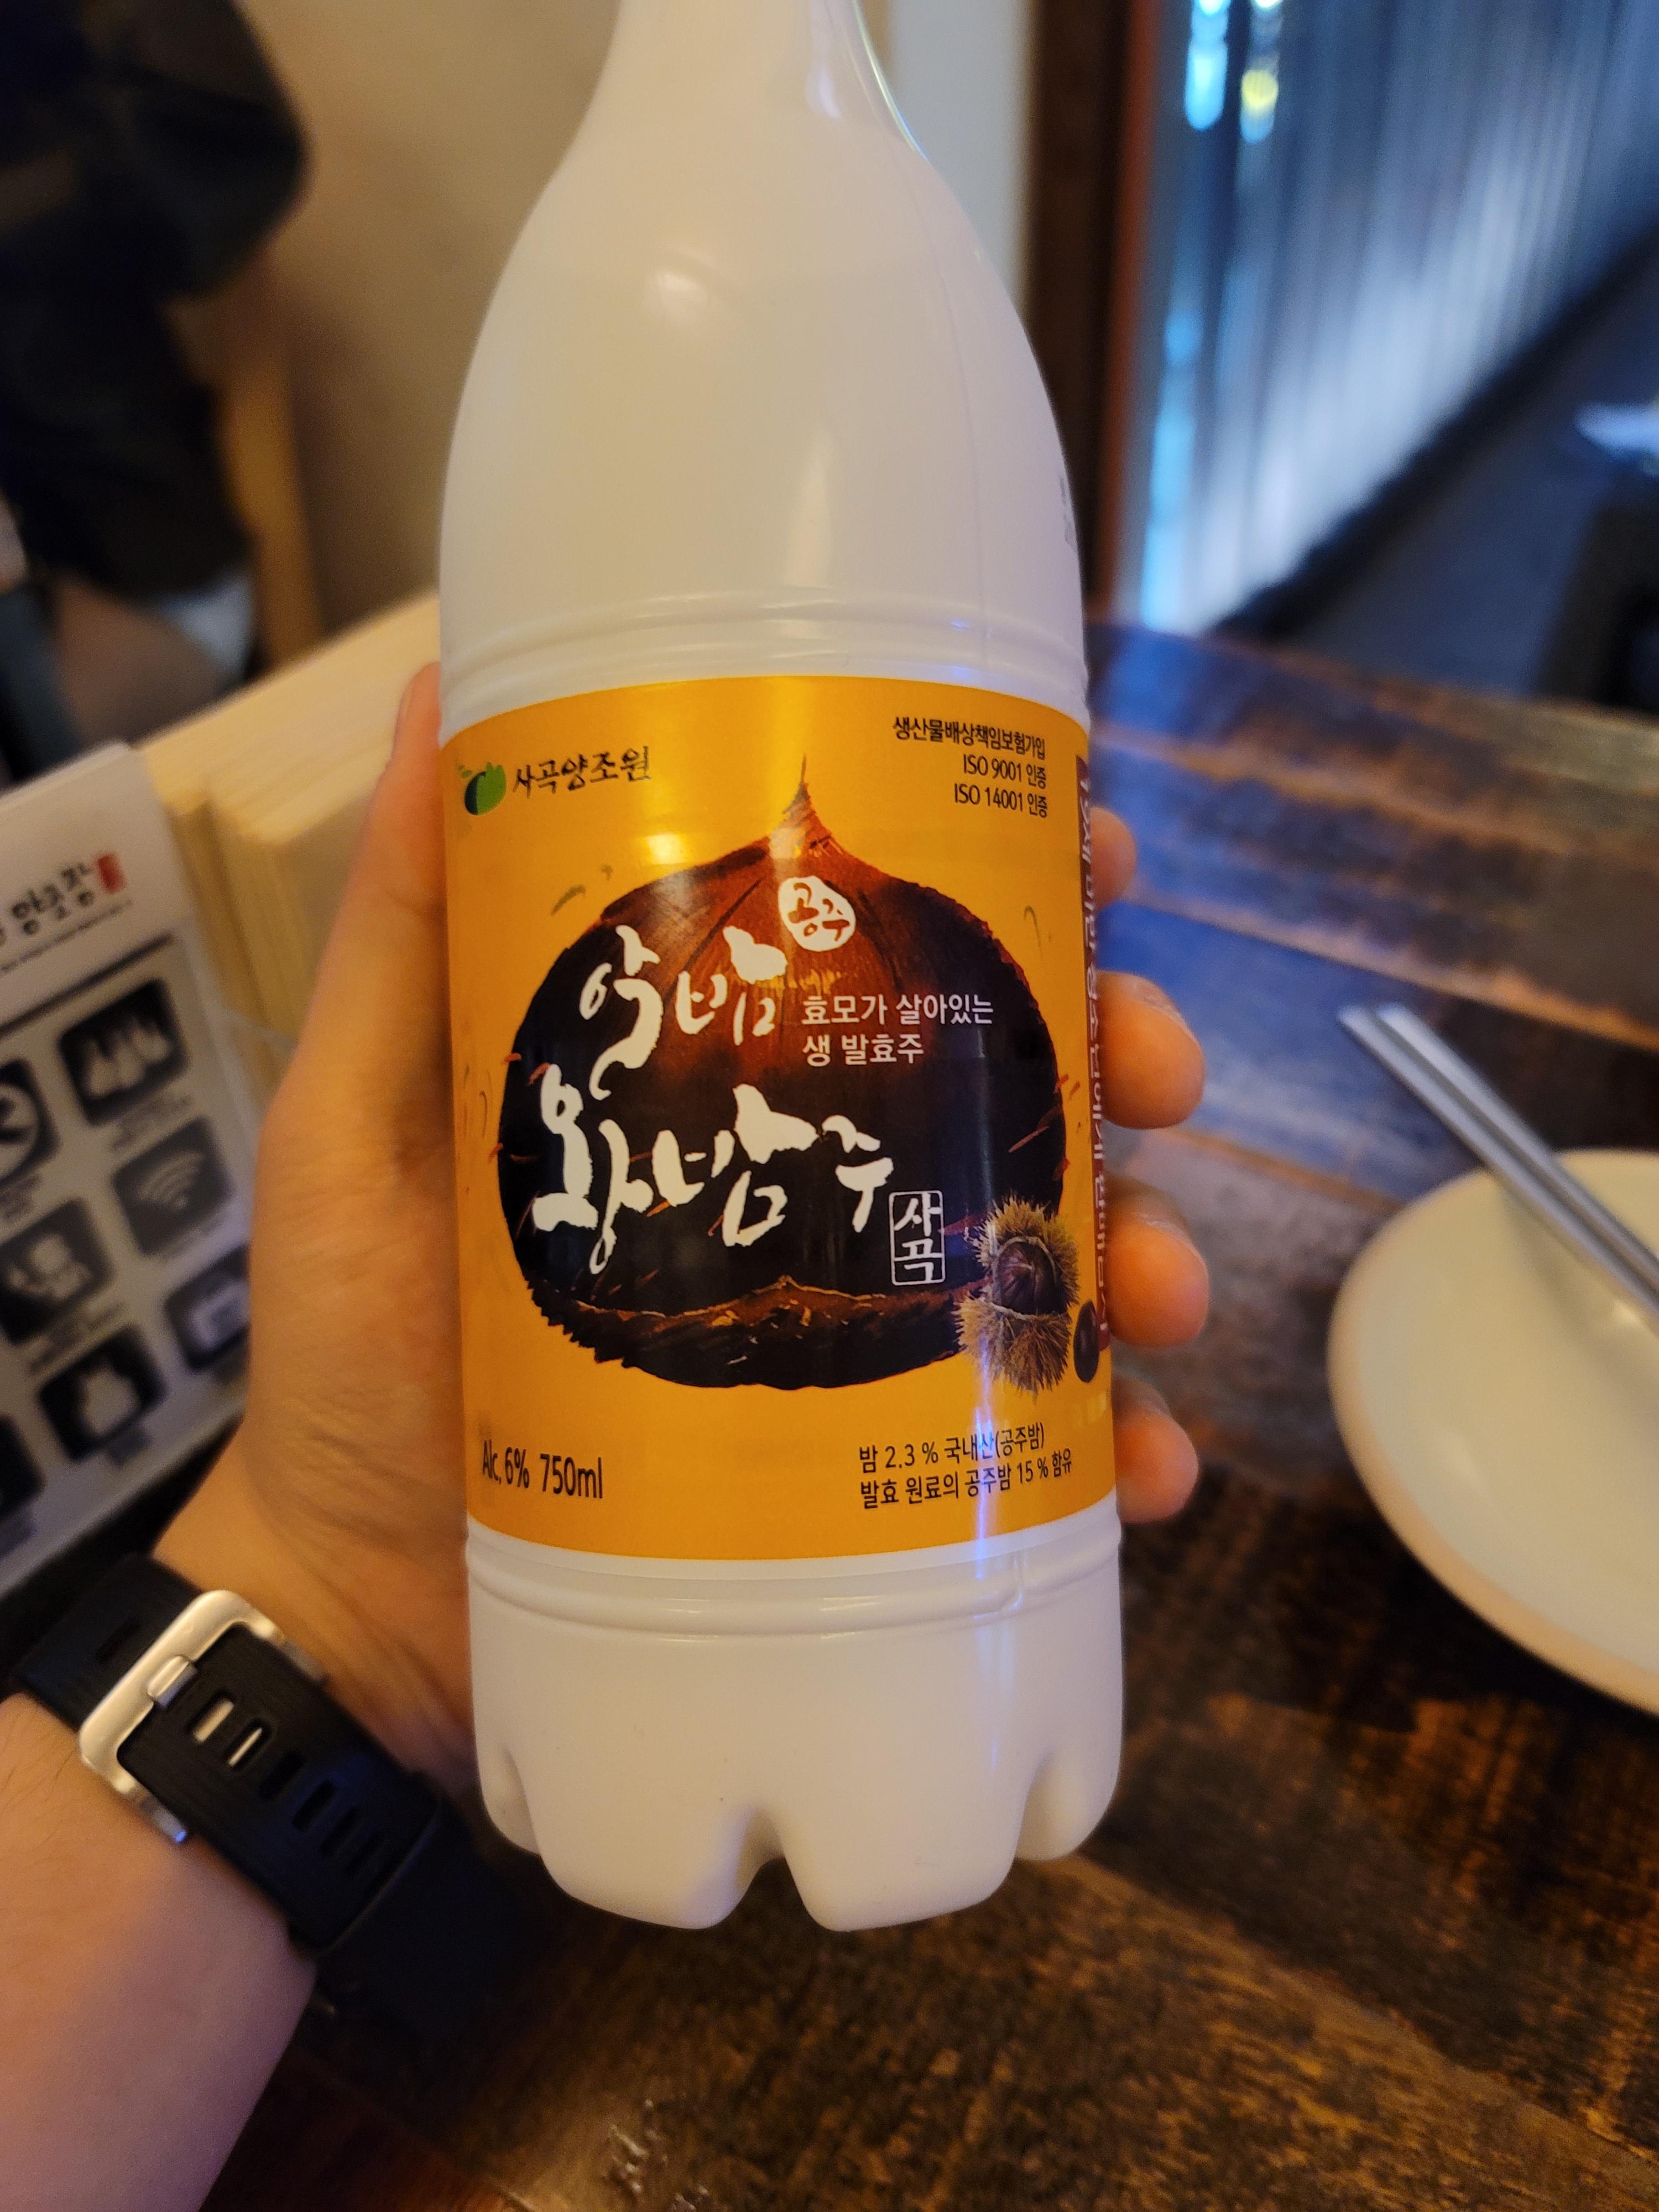 사곡양조원
생산물배상책임보험가입
ISO 9001 인증
ISO 14001 인증
공주
약밤
효모가 살아있는
생 발효주
왕밤주
사곡
Alc. 6% 750ml
밤 2.3 % 국내산(공주밤)
발효 원료의 공주밤 15 % 함유